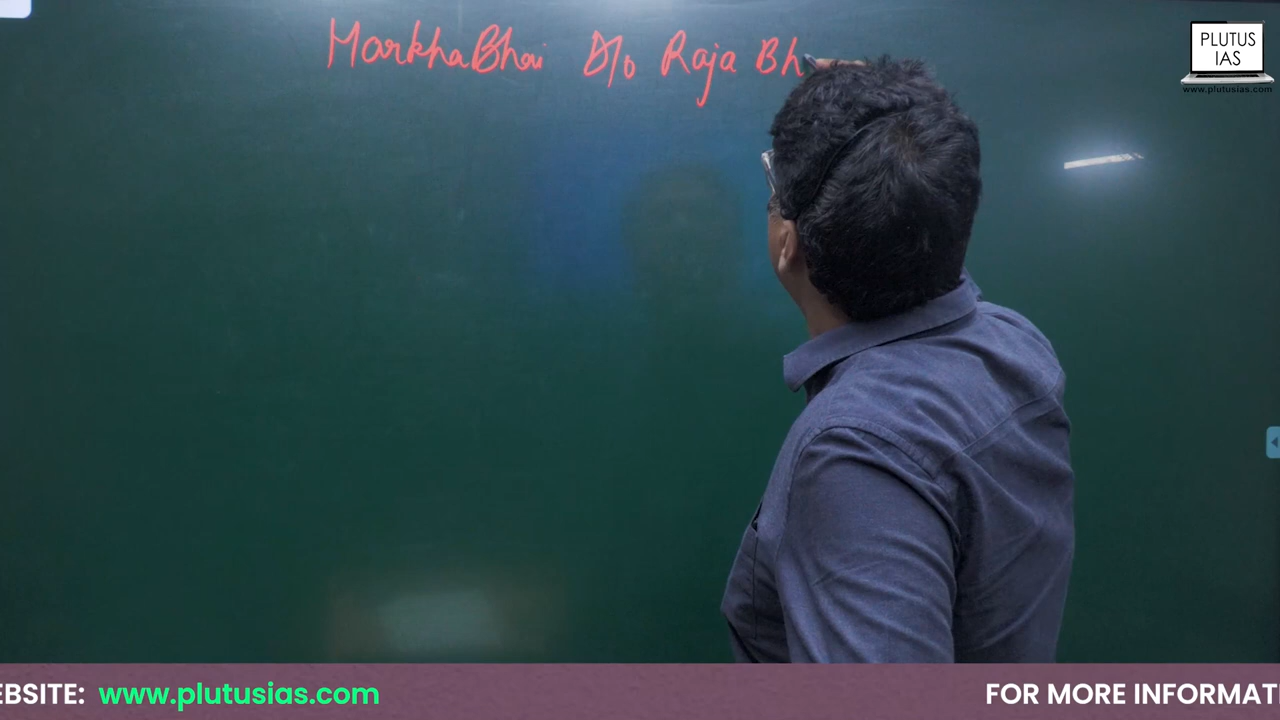 MarkhaBhai D/o Raja Bh
PLUTUS
IAS
www.plutusias.com
EBSITE: www.plutusias.com
FOR MORE INFORMAT